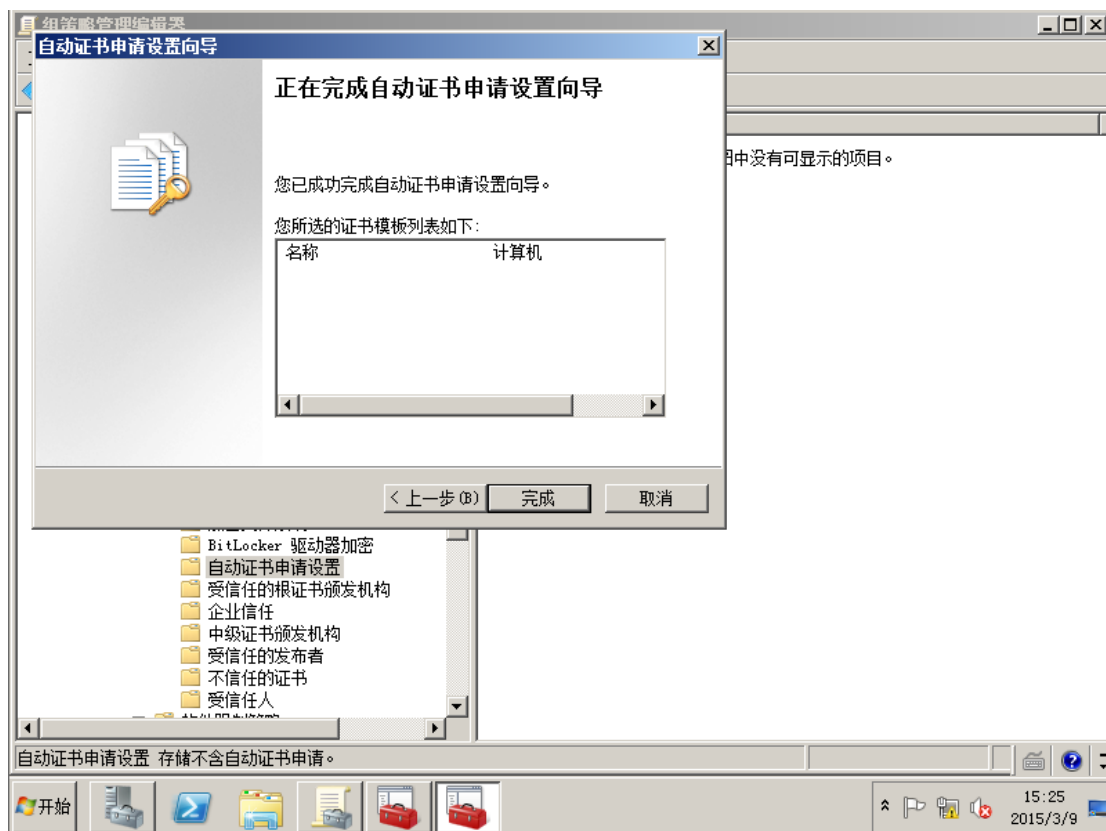 组策略管理编辑器
自动证书申请设置向导
正在完成自动证书申请设置向导
您已成功完成自动证书申请设置向导。
您所选的证书模板列表如下:
名称 计算机
< 上一步(B) 完成 取消
中没有可显示的项目。
BitLocker 驱动器加密
自动证书申请设置
受信任的根证书颁发机构
企业信任
中级证书颁发机构
受信任的发布者
不信任的证书
受信任人
自动证书申请设置 存储不含自动证书申请。
开始
15:25
2015/3/9